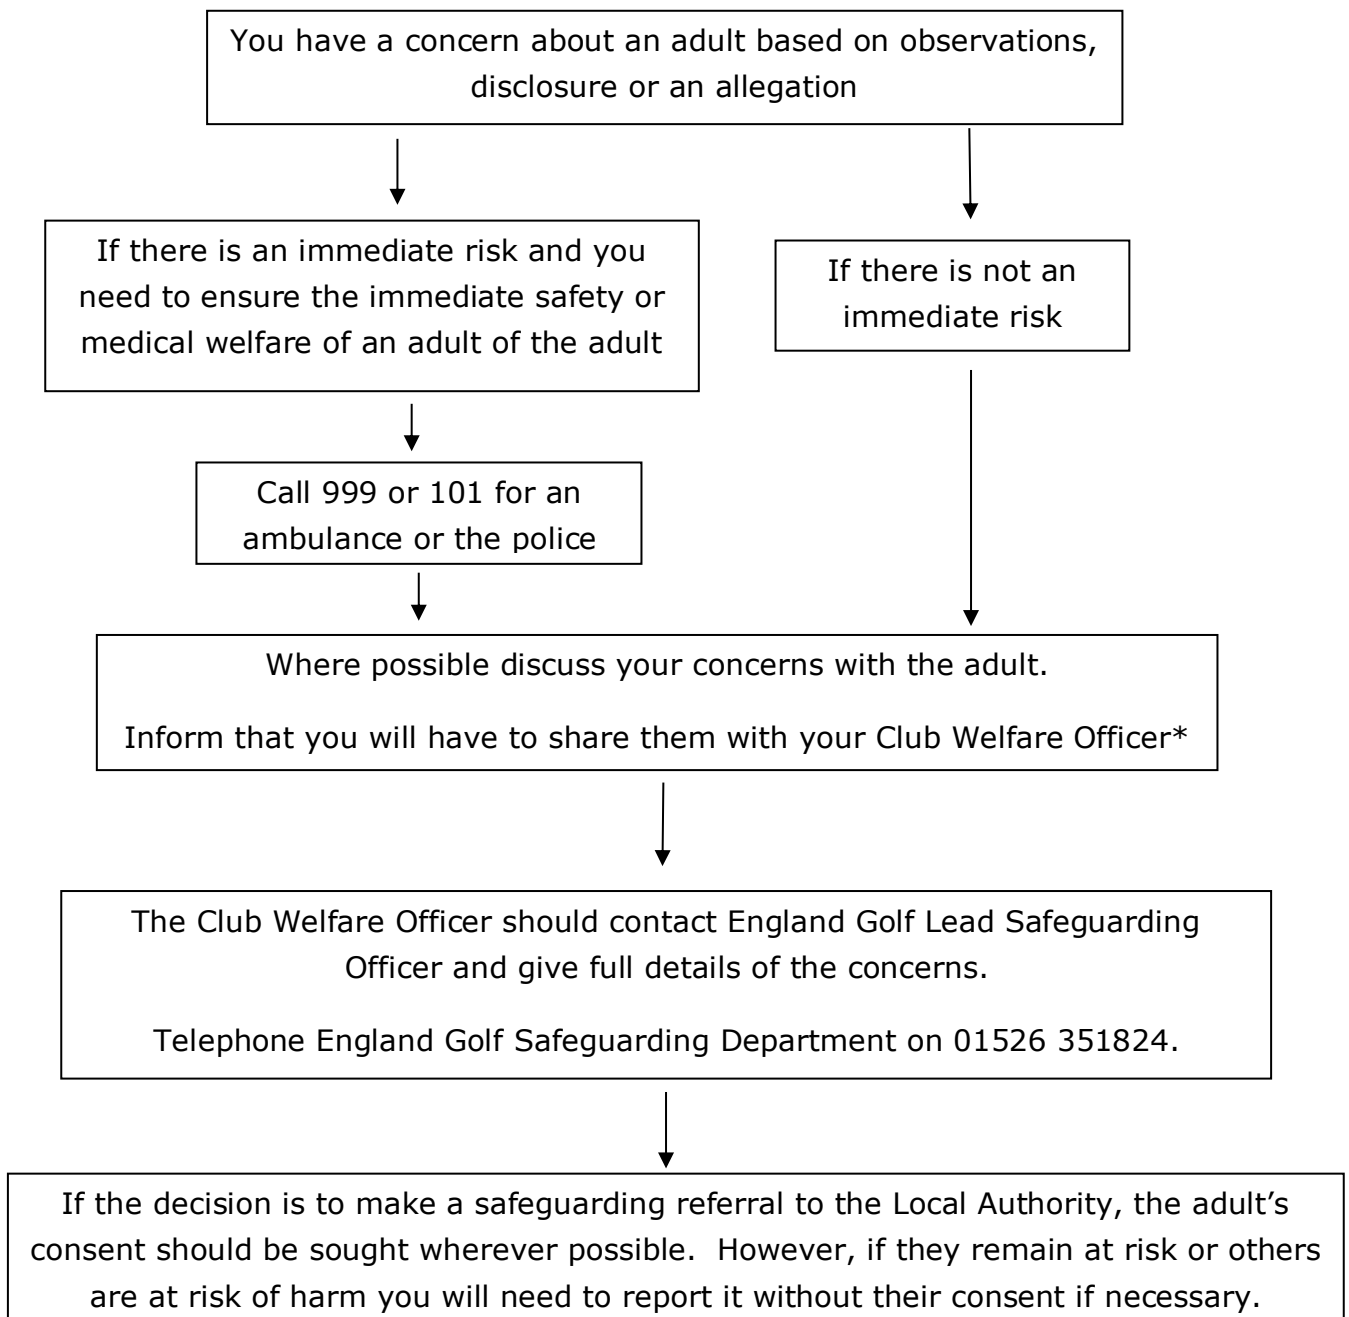 You have a concern about an adult based on observations,
disclosure or an allegation
If there is an immediate risk and you
need to ensure the immediate safety or
medical welfare of an adult of the adult
If there is not an
immediate risk
Call 999 or 101 for an
ambulance or the police
Where possible discuss your concerns with the adult.
Inform that you will have to share them with your Club Welfare Officer*
The Club Welfare Officer should contact England Golf Lead Safeguarding
Officer and give full details of the concerns.
Telephone England Golf Safeguarding Department on 01526 351824.
If the decision is to make a safeguarding referral to the Local Authority, the adult’s
consent should be sought wherever possible.  However, if they remain at risk or others
are at risk of harm you will need to report it without their consent if necessary.